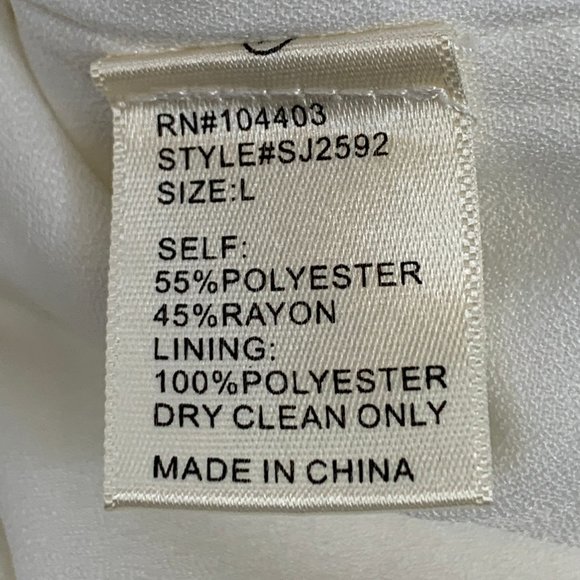 RN#104403
STYLE#SJ2592
SIZE:L
SELF:
55%POLYESTER
45%RAYON
LINING:
100%POLYESTER
DRY CLEAN ONLY
MADE IN CHINA